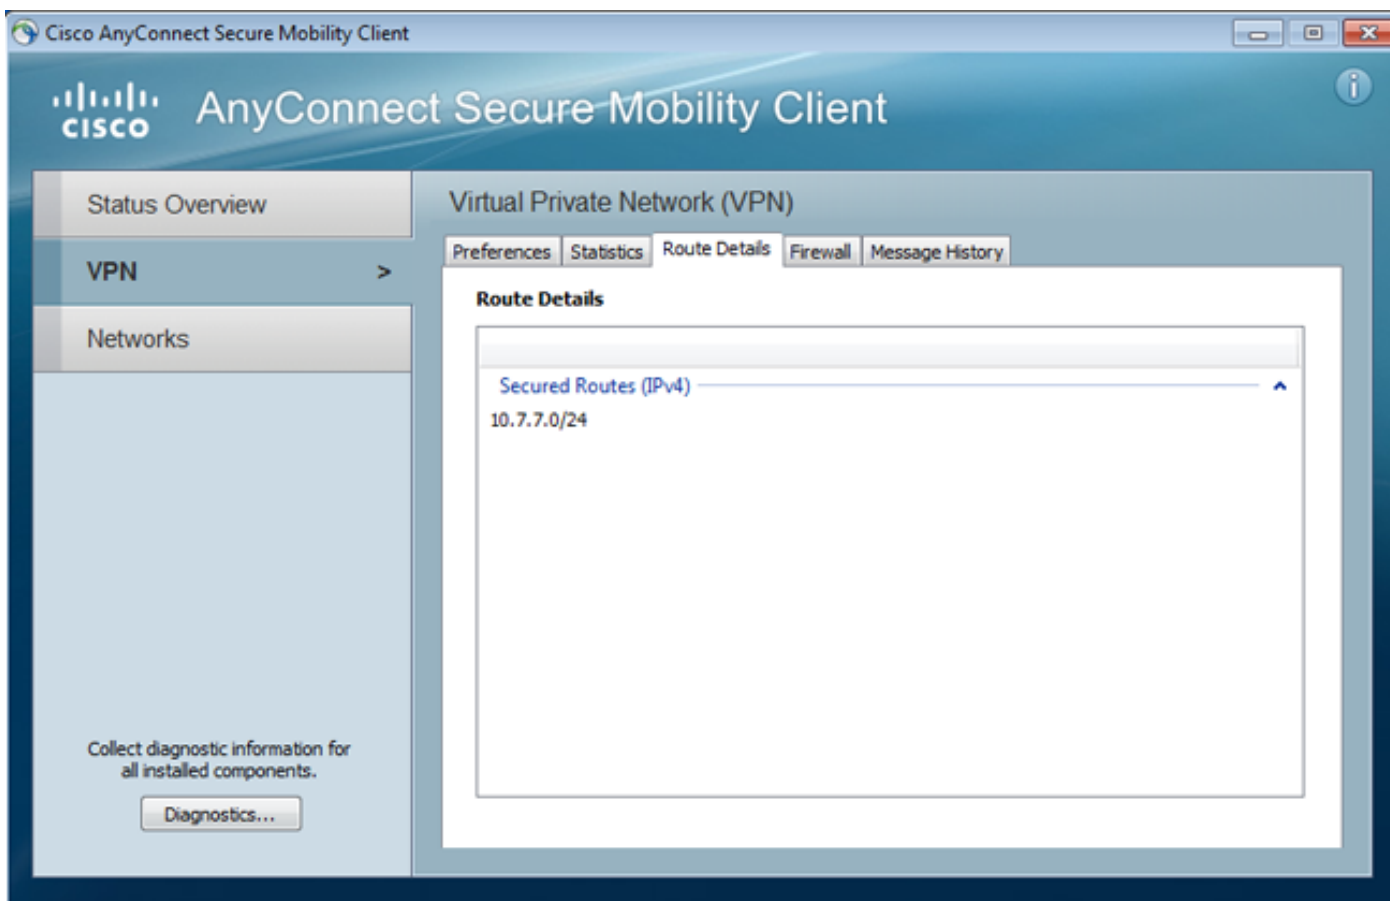 Cisco AnyConnect Secure Mobility Client
CISCO AnyConnect Secure Mobility Client
Status Overview
VPN >
Networks
Collect diagnostic information for
all installed components.
Diagnostics...
Virtual Private Network (VPN)
Preferences Statistics Route Details Firewall Message History
Route Details
Secured Routes (IPv4)
10.7.7.0/24